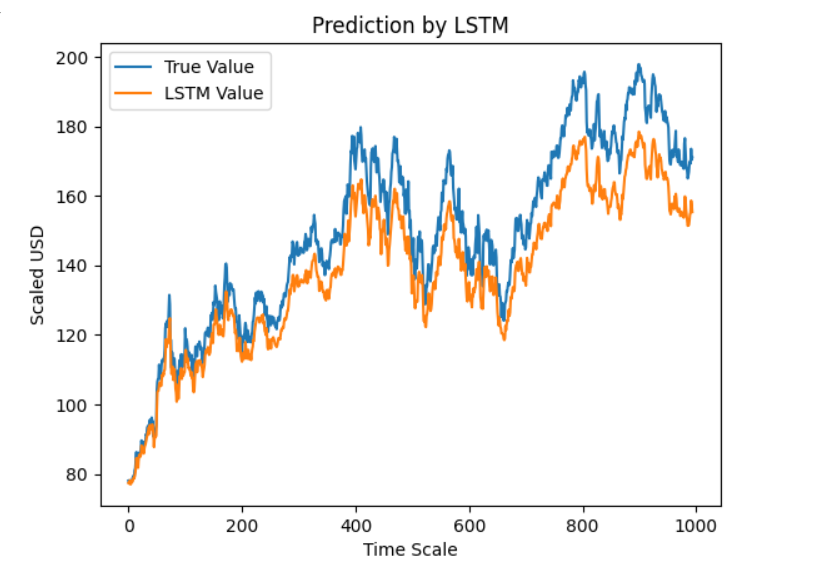 Prediction by LSTM
True Value
LSTM Value
200
180
160
140
120
100
80
Scaled USD
0 200 400 600 800 1000
Time Scale